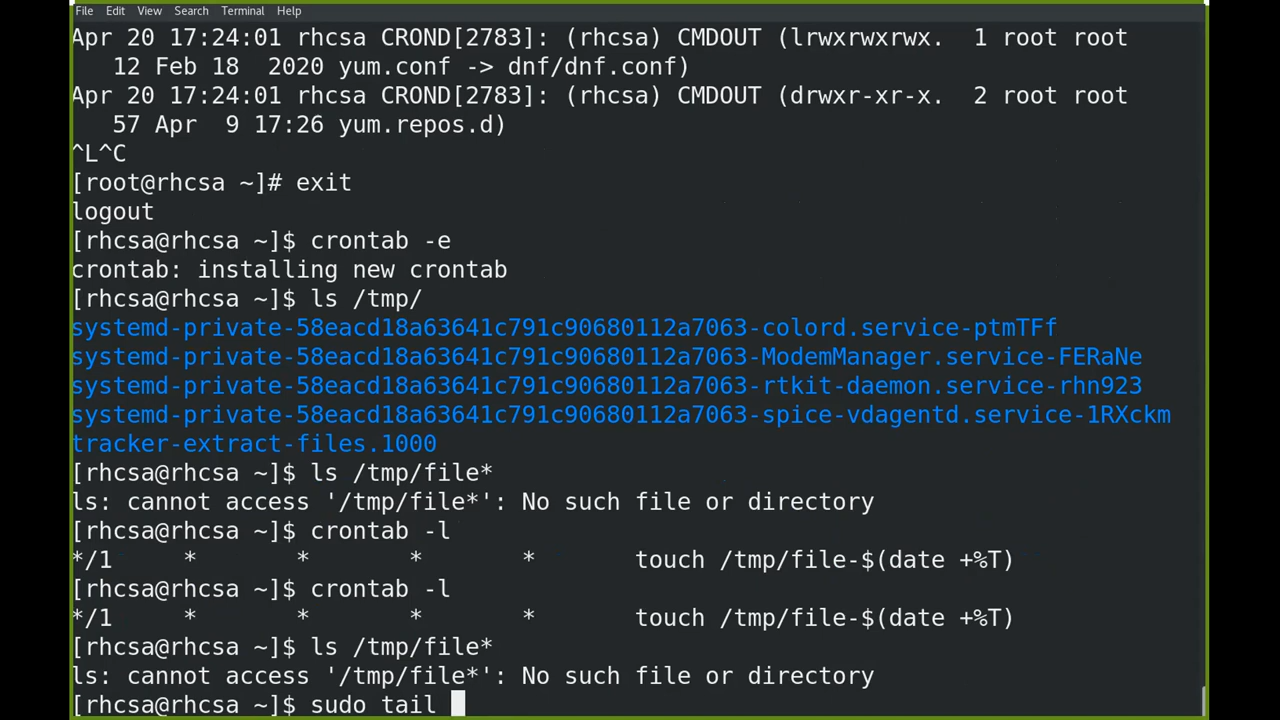 File Edit View Search Terminal Help
Apr 20 17:24:01 rhcsa CROND[2783]: (rhcsa) CMDOUT (lrwxrwxrwx.  1 root root
   12 Feb 18  2020 yum.conf -> dnf/dnf.conf)
Apr 20 17:24:01 rhcsa CROND[2783]: (rhcsa) CMDOUT (drwxr-xr-x.  2 root root
   57 Apr  9 17:26 yum.repos.d)
^L^C
[root@rhcsa ~]# exit
logout
[rhcsa@rhcsa ~]$ crontab -e
crontab: installing new crontab
[rhcsa@rhcsa ~]$ ls /tmp/
systemd-private-58eacd18a63641c791c90680112a7063-colord.service-ptmTFf
systemd-private-58eacd18a63641c791c90680112a7063-ModemManager.service-FERaNe
systemd-private-58eacd18a63641c791c90680112a7063-rtkit-daemon.service-rhn923
systemd-private-58eacd18a63641c791c90680112a7063-spice-vdagentd.service-1RXckm
tracker-extract-files.1000
[rhcsa@rhcsa ~]$ ls /tmp/file*
ls: cannot access '/tmp/file*': No such file or directory
[rhcsa@rhcsa ~]$ crontab -l
*/1     *       *       *       *       touch /tmp/file-$(date +%T)
[rhcsa@rhcsa ~]$ crontab -l
*/1     *       *       *       *       touch /tmp/file-$(date +%T)
[rhcsa@rhcsa ~]$ ls /tmp/file*
ls: cannot access '/tmp/file*': No such file or directory
[rhcsa@rhcsa ~]$ sudo tail